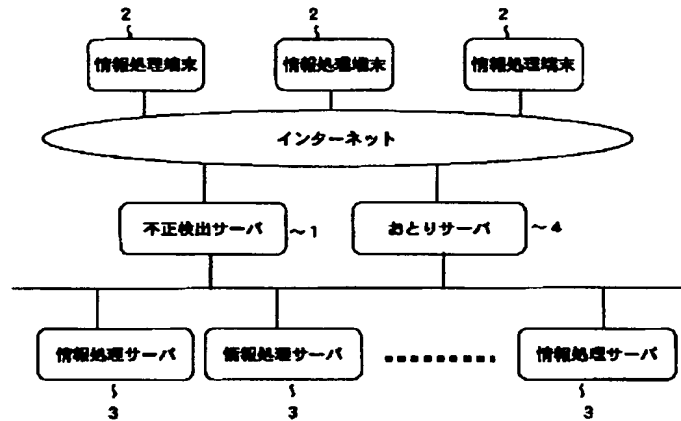 2 2 2
情報処理端末 情報処理端末 情報処理端末
インターネット
不正検出サーバ ～1 おとりサーバ ～4
情報処理サーバ 情報処理サーバ 情報処理サーバ
3 3 3